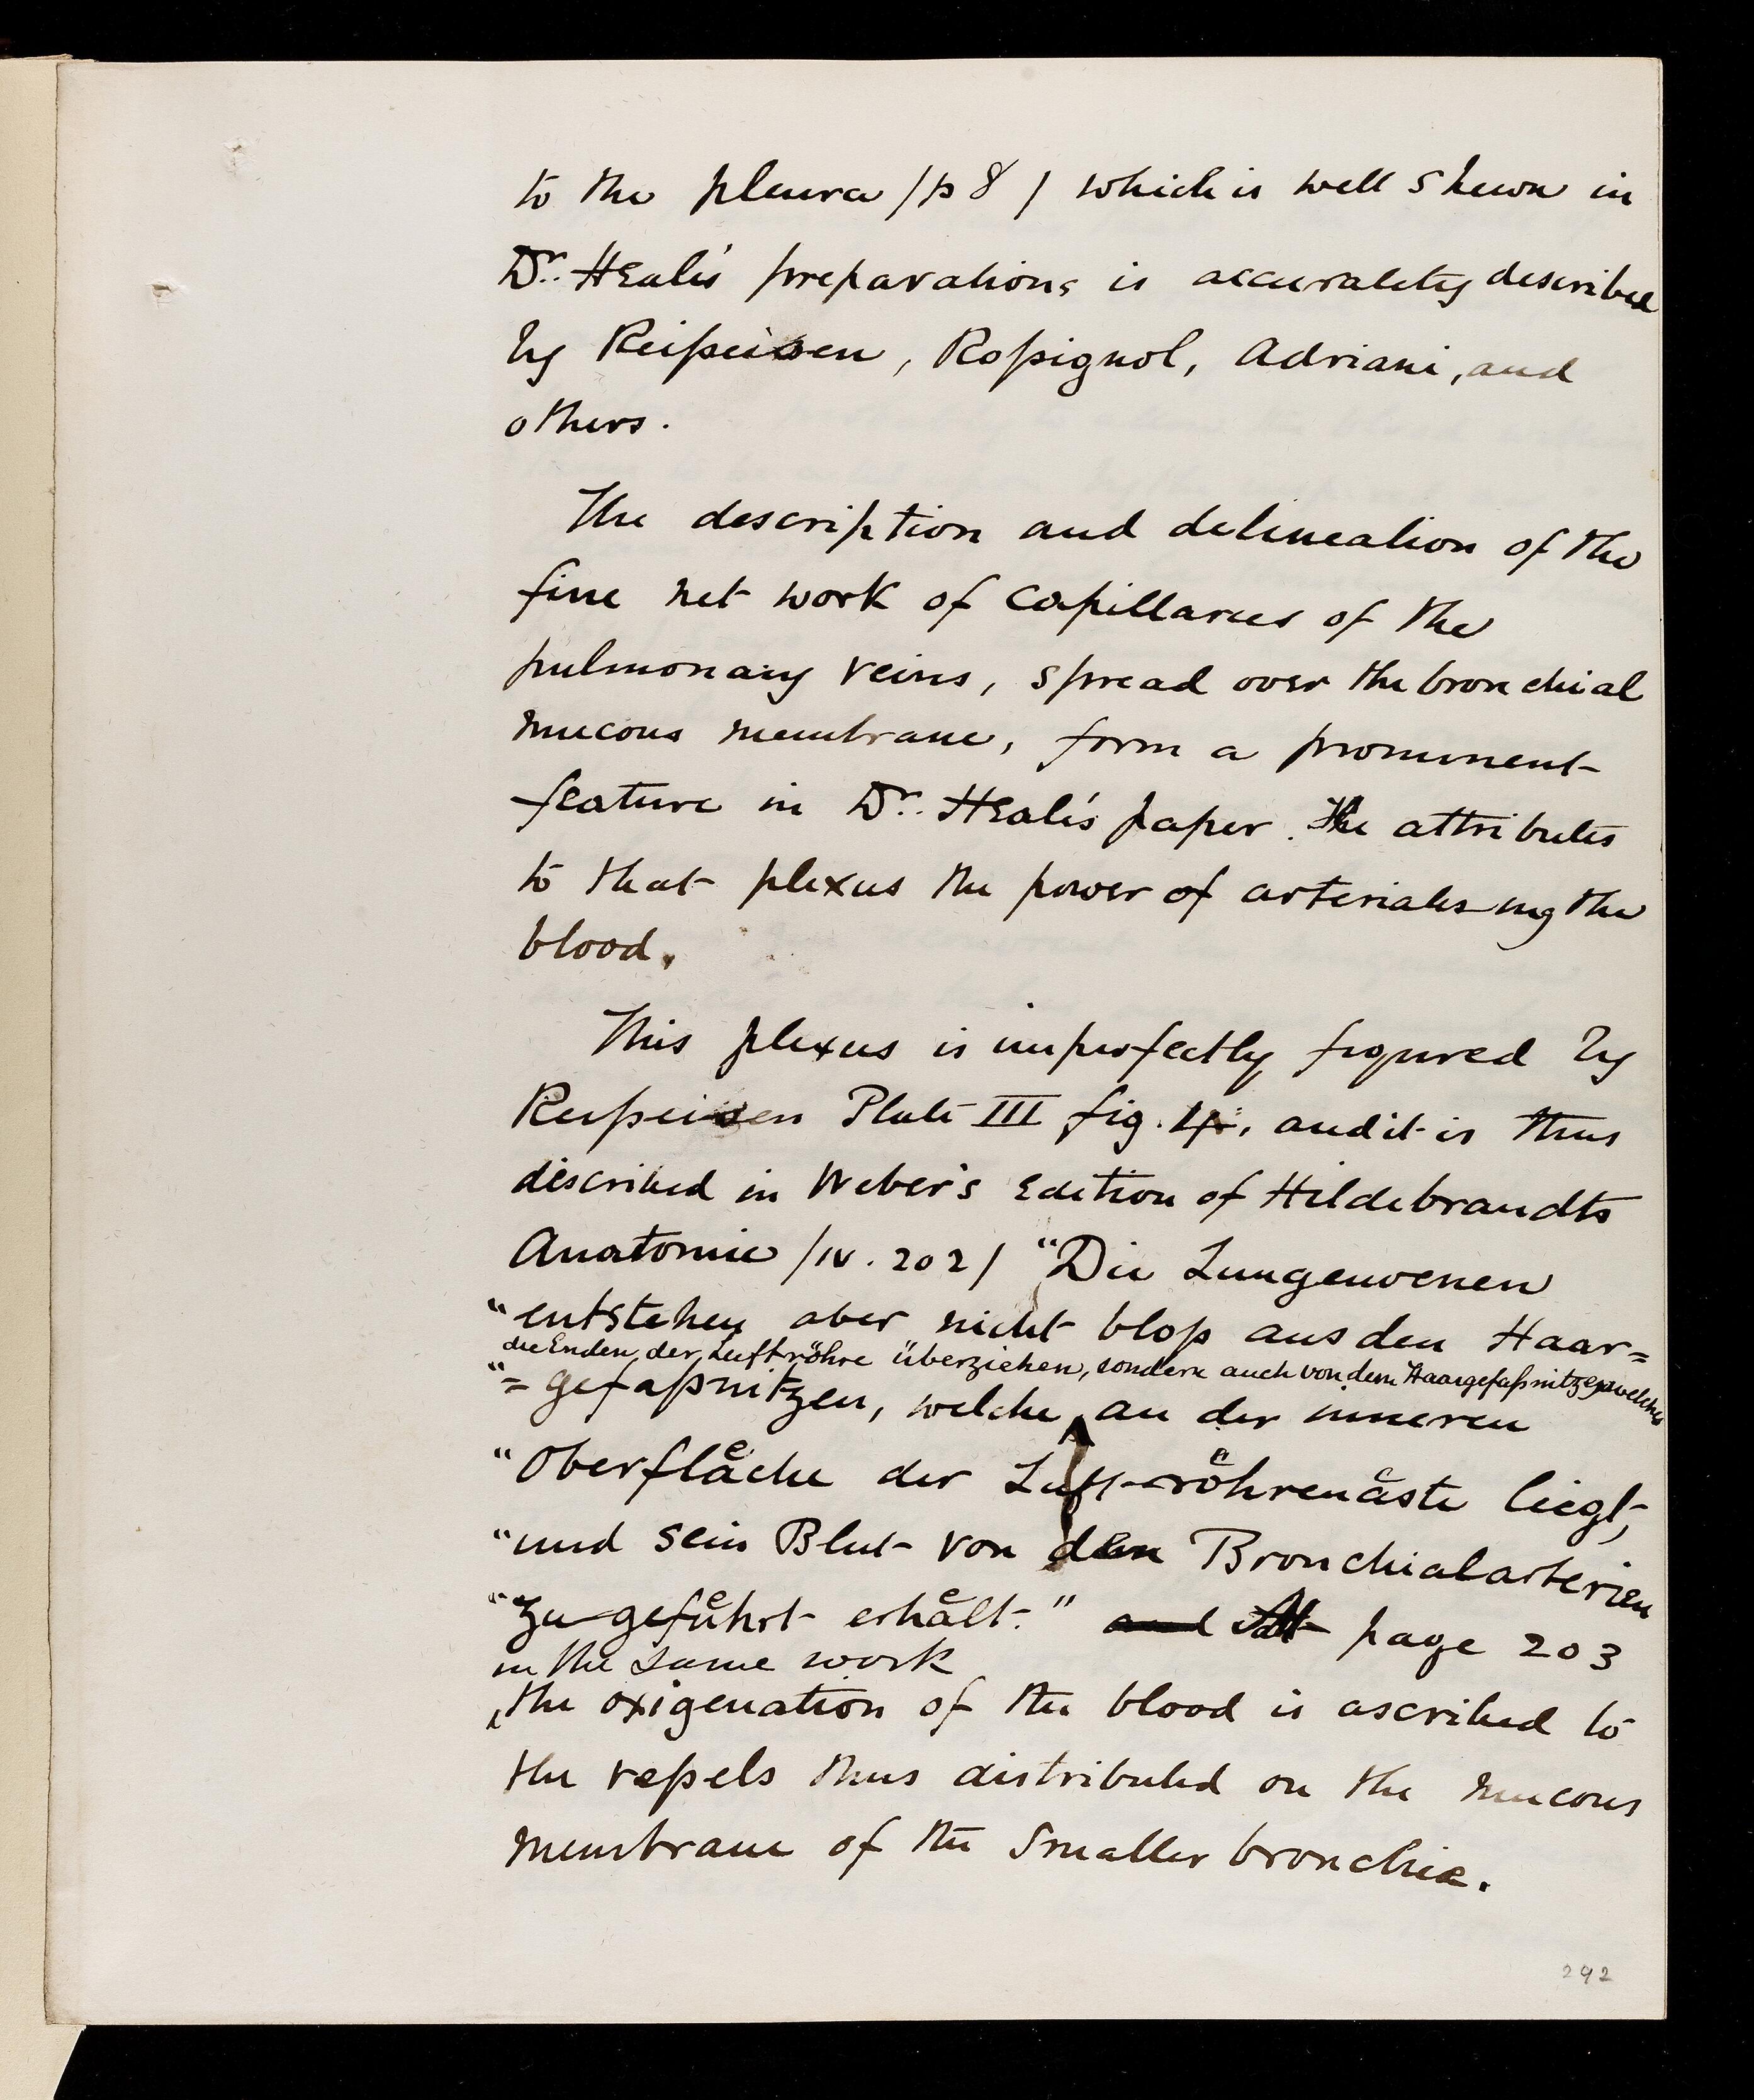 to the pleura /p 8/ which is well shewn in
Dr. Heale's preparations is accurately described
by Reifseisen, Rossignol, Adriani, and
others.
The description and delineation of the
fine net work of capillaries of the
pulmonary veins, spread over the bronchial
mucous membrane, form a prominent
feature in Dr. Heale's paper. He attributes
to that plexus the power of arterialising the
blood.
This plexus is imperfectly figured by
Reifseisen Plate III fig. 4, and it is thus
described in Weber's Edition of Hildebrandts
Anatomie /IV. 202/ "Die Lungenvenen
"entstehen aber nicht bloß aus den Haar=
die Enden der Luftröhre überziehen, sondern auch von dem Haargefaßnitzen welches
"=gefaßnitzen, welche ‸ an der inneren
"Oberfläche der Luft-röhrenäste liegt,
"und sein Blut von den Bronchialarterien
"zu-geführt erhält." and At page 203
in the same work
‸ the oxigenation of the blood is ascribed to
the vessels thus distributed on the mucous
membrane of the smaller bronchia.
292